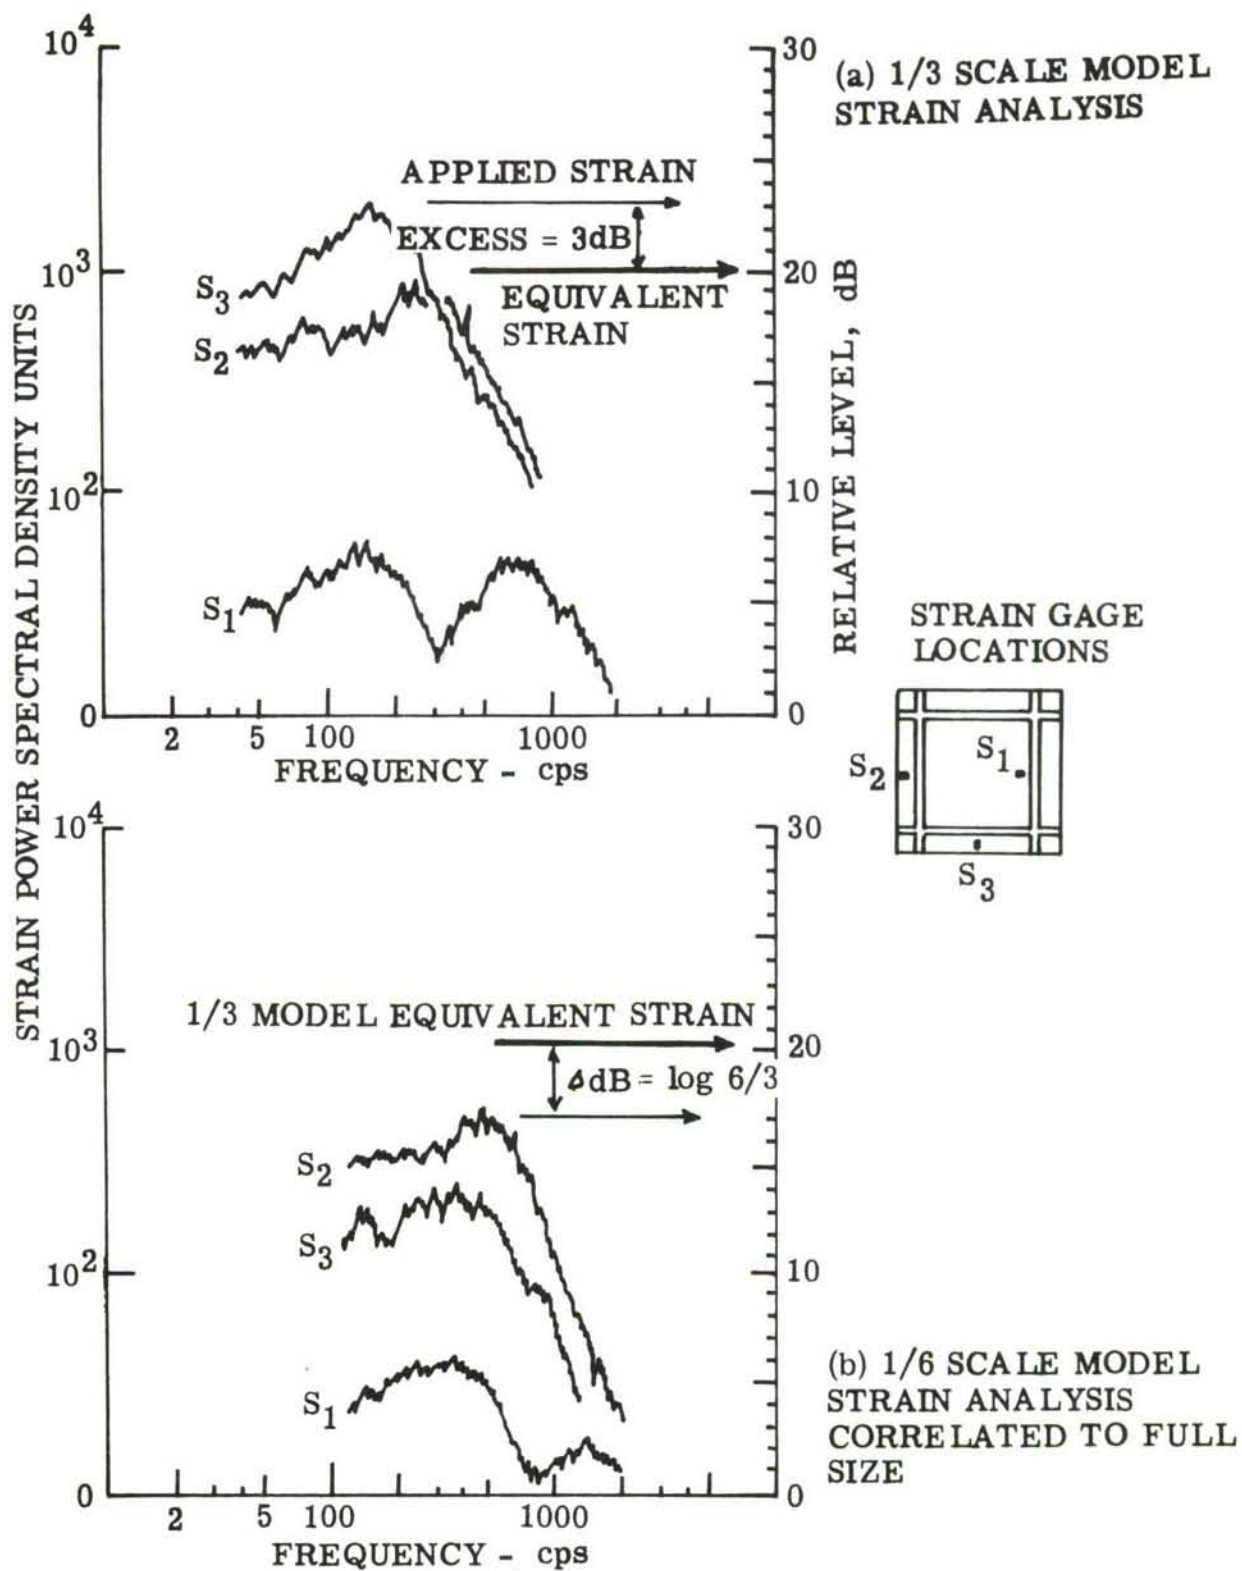 STRAIN POWER SPECTRAL DENSITY UNITS
10^4
10^3
10^2
0
30
20
10
0
RELATIVE LEVEL, dB
(a) 1/3 SCALE MODEL
STRAIN ANALYSIS
APPLIED STRAIN
EXCESS = 3dB
EQUIVALENT
STRAIN
S3
S2
S1
2 5 100 1000
FREQUENCY - cps
STRAIN GAGE
LOCATIONS
S2
S1
S3
10^4
10^3
10^2
0
30
20
10
0
1/3 MODEL EQUIVALENT STRAIN
ΔdB = log 6/3
S2
S3
S1
2 5 100 1000
FREQUENCY - cps
(b) 1/6 SCALE MODEL
STRAIN ANALYSIS
CORRELATED TO FULL
SIZE